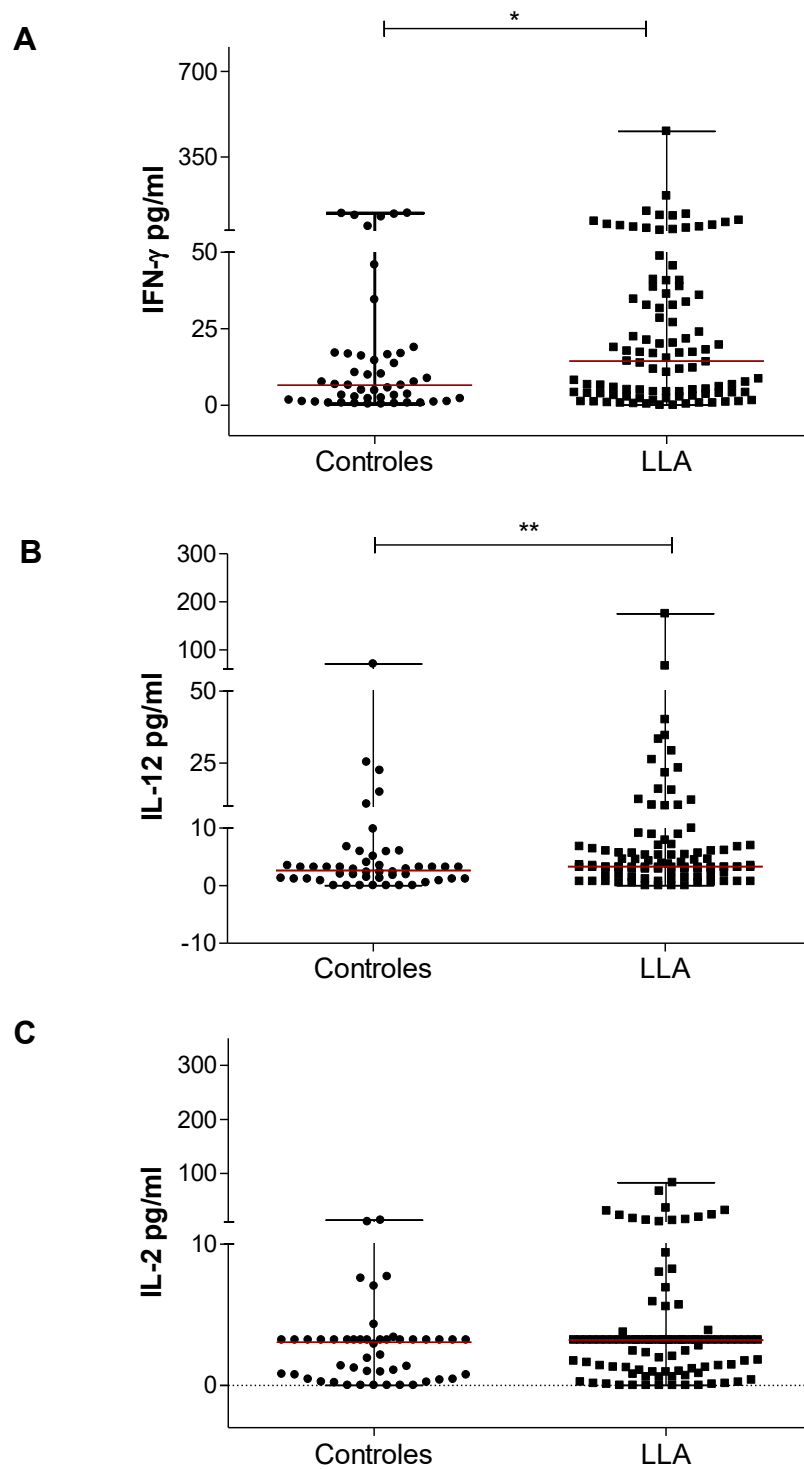 A
*
700
350
50
25
0
IFN-γ pg/ml
Controles
LLA
B
**
300
200
100
50
25
10
0
-10
IL-12 pg/ml
Controles
LLA
C
300
200
100
10
0
IL-2 pg/ml
Controles
LLA